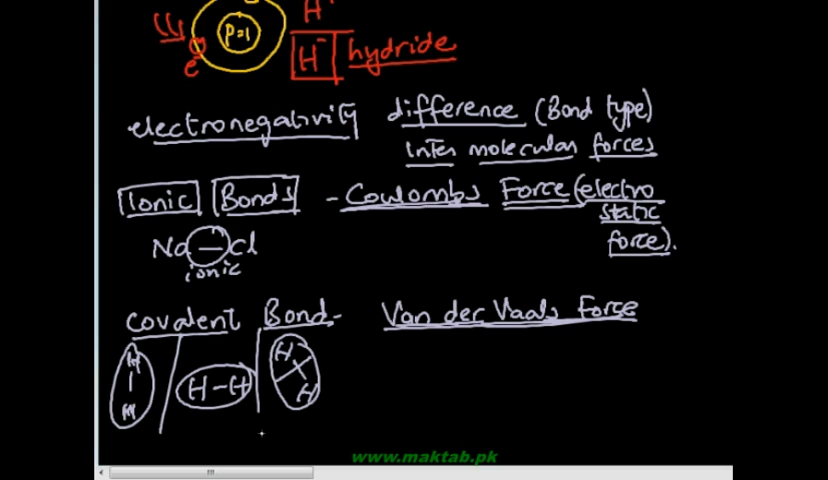 H
P=1
e
H⁻ hydride
electronegativity difference (Bond type)
Inter molecular forces
Ionic Bonds - Coulombs Force (electro
static
force).
Na — Cl
ionic
Covalent Bond - Van der Vaals Force
H - H
H - H
H H
www.maktab.pk